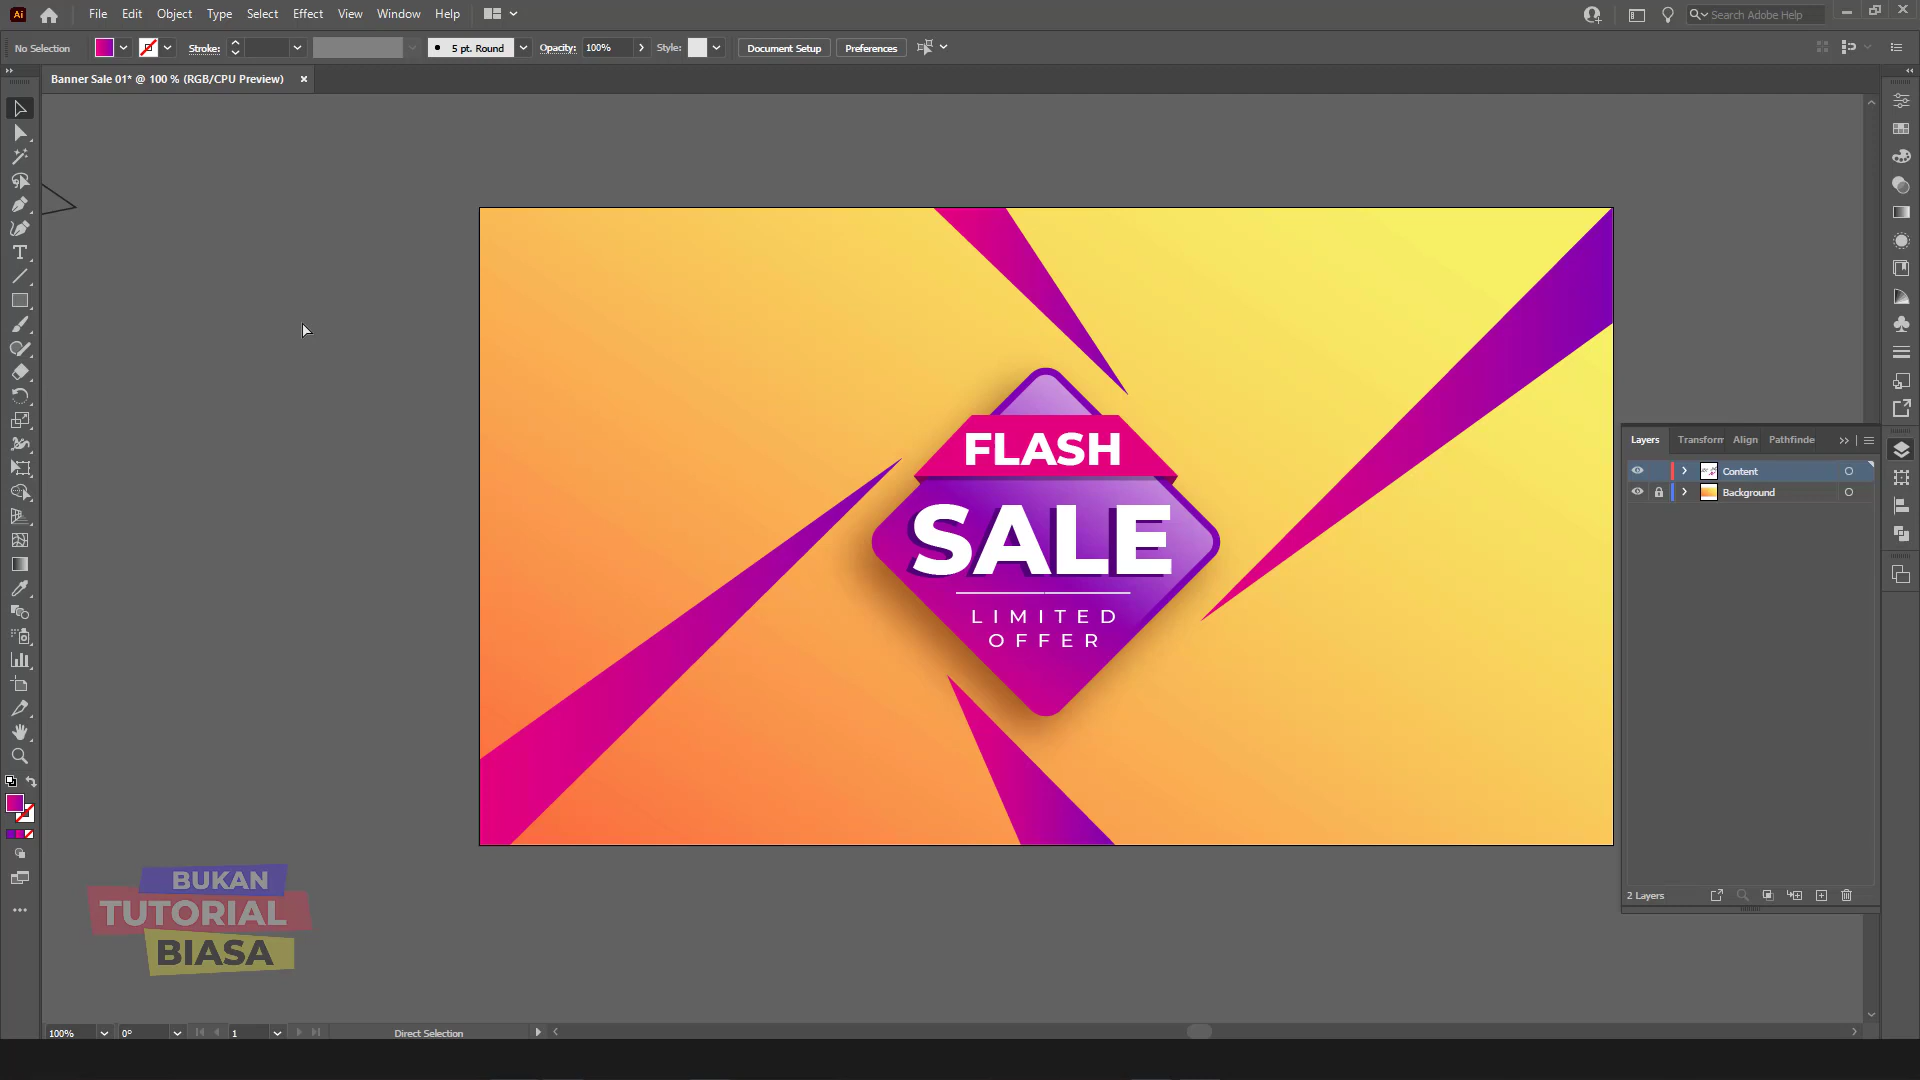 Ai File Edit Object Type Select Effect View Window Help Search Adobe Help
No Selection Stroke: 5 pt. Round Opacity: 100% Style: Document Setup Preferences
Banner Sale 01* @ 100 % (RGB/CPU Preview)
FLASH
SALE
LIMITED
OFFER
Layers Transform Align Pathfinde
Content
Background
2 Layers
BUKAN
TUTORIAL
BIASA
100% 0° 1 Direct Selection